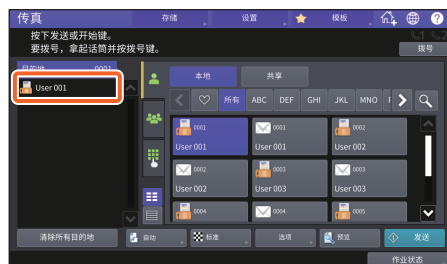 传真
存储
设置
模板
按下发送或开始键。
要拨号，拿起话筒并按拨号键。
1 2
拨号
目的地 0001
User 001
本地
共享
所有 ABC DEF GHI JKL MNO
0001
User 001
0001
User 001
0002
User 002
0002
User 002
0003
User 003
0003
User 003
0004
0004
0005
清除所有目的地
自动
标准
选项
预览
发送
作业状态